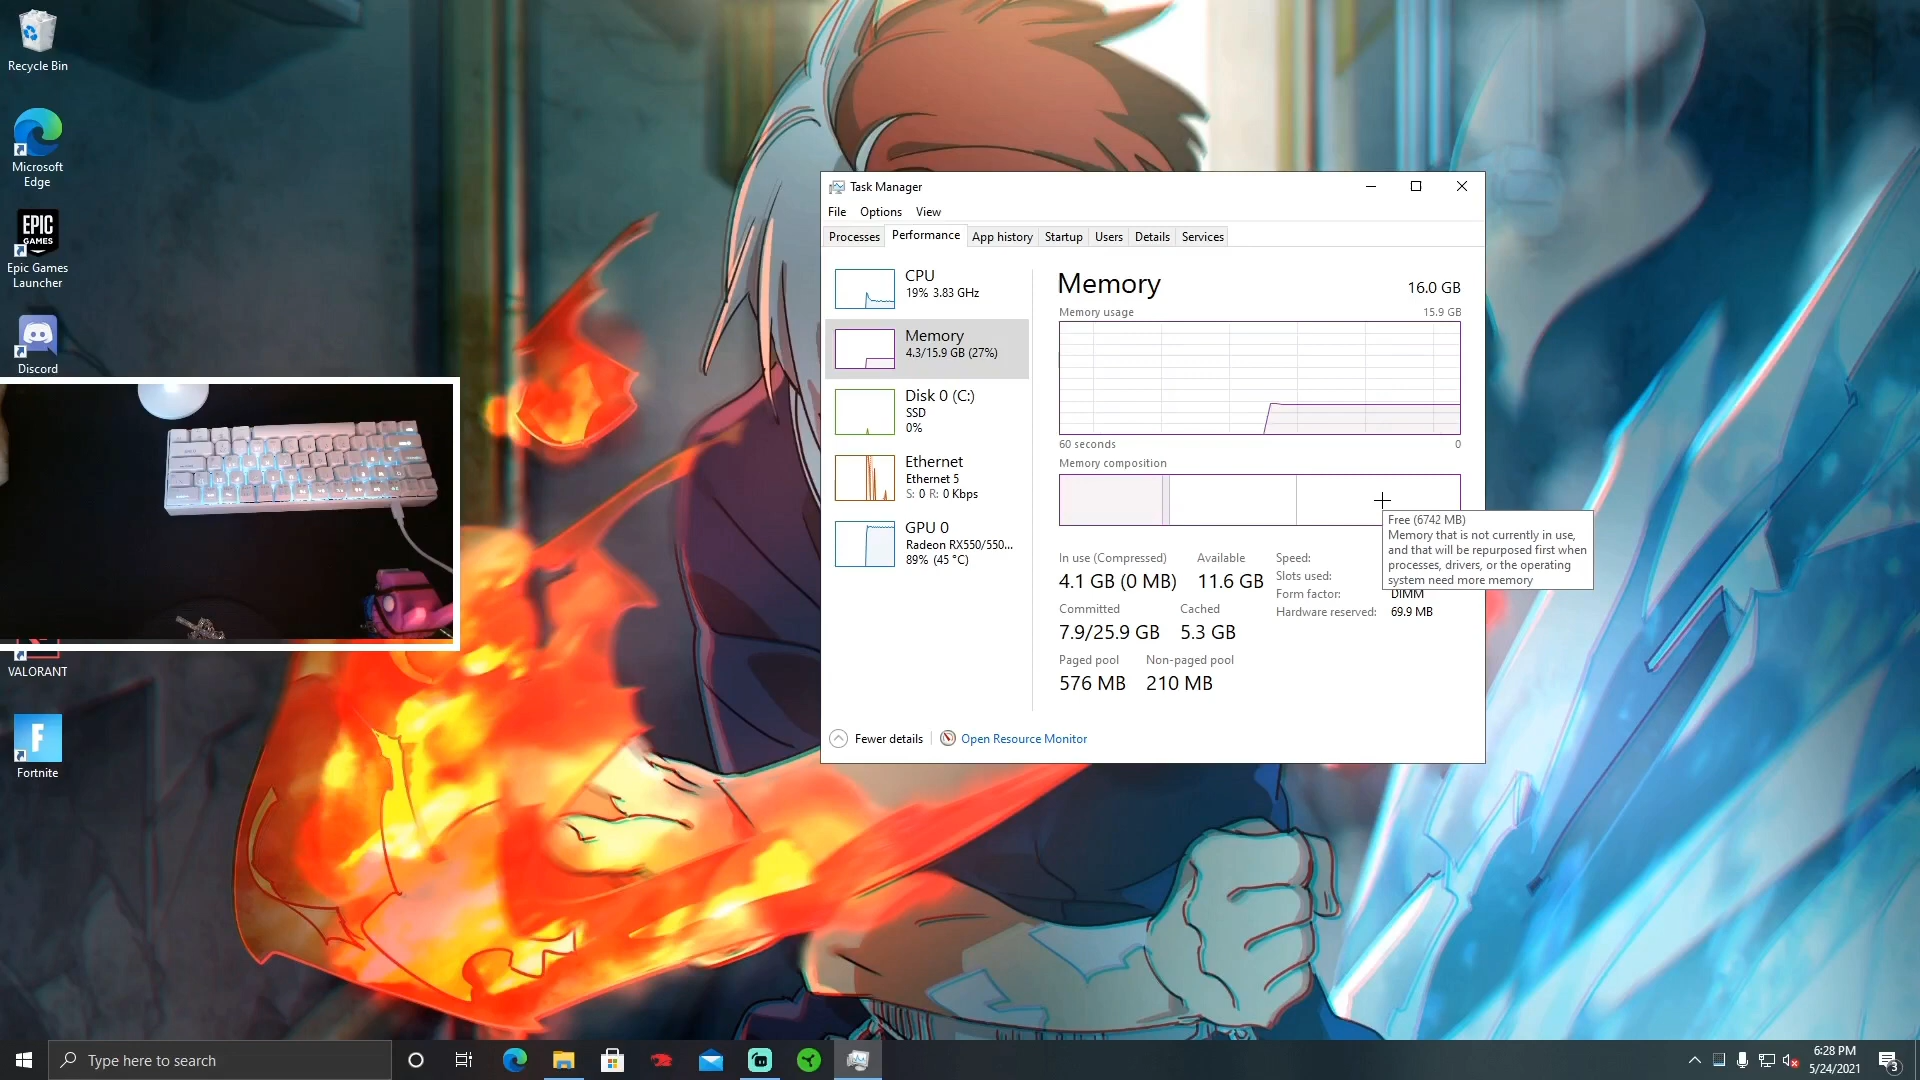 Recycle Bin
Microsoft
Edge
EPIC
GAMES
Epic Games
Launcher
Discord
VALORANT
F
Fortnite
Task Manager
File Options View
Processes Performance App history Startup Users Details Services
CPU
19% 3.83 GHz
Memory
4.3/15.9 GB (27%)
Disk 0 (C:)
SSD
0%
Ethernet
Ethernet 5
S: 0 R: 0 Kbps
GPU 0
Radeon RX550/550...
89% (45 °C)
Memory 16.0 GB
Memory usage 15.9 GB
60 seconds 0
Memory composition
Free (6742 MB)
Memory that is not currently in use,
and that will be repurposed first when
processes, drivers, or the operating
system need more memory
In use (Compressed) Available
4.1 GB (0 MB) 11.6 GB
Committed Cached
7.9/25.9 GB 5.3 GB
Paged pool Non-paged pool
576 MB 210 MB
Speed:
Slots used:
Form factor: DIMM
Hardware reserved: 69.9 MB
Fewer details Open Resource Monitor
Type here to search
6:28 PM
5/24/2021
3